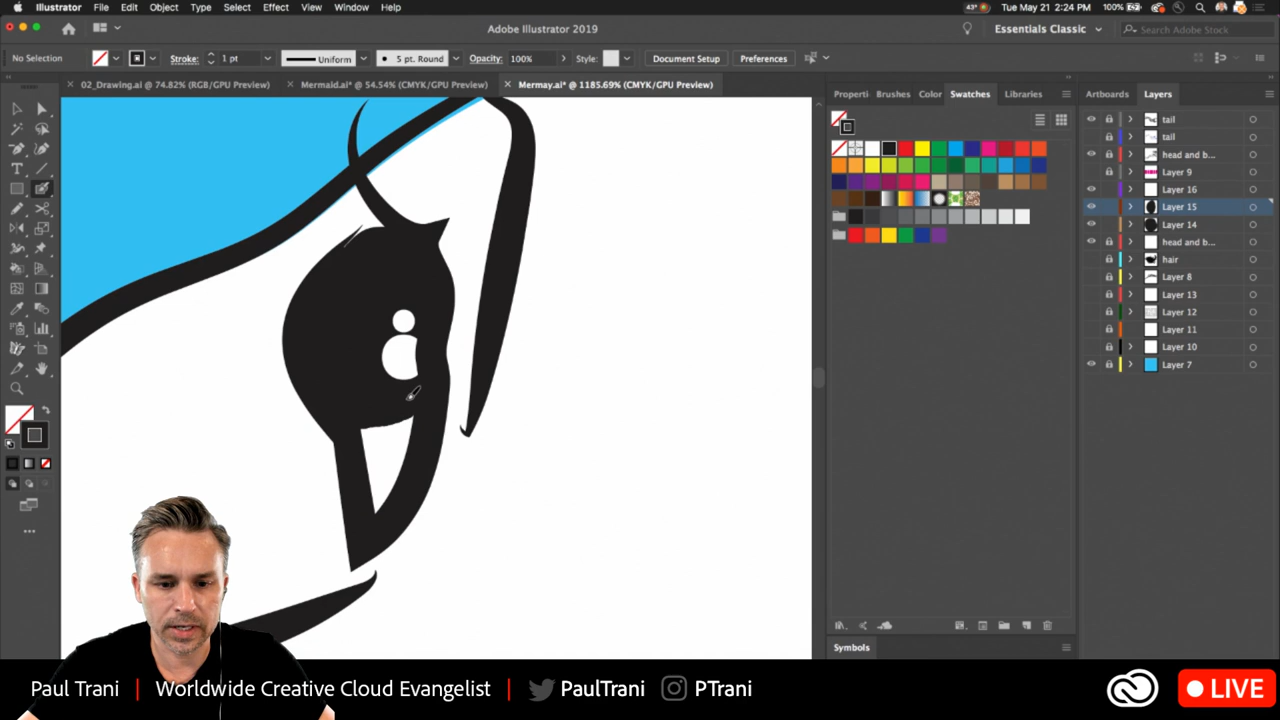 Illustrator File Edit Object Type Select Effect View Window Help
43° 100% Tue May 21 2:24 PM
Adobe Illustrator 2019
Essentials Classic
Search Adobe Stock
No Selection Stroke: 1 pt Uniform 5 pt. Round Opacity: 100% Style: Document Setup Preferences
02_Drawing.ai @ 74.82% (RGB/GPU Preview) Mermaid.ai* @ 54.54% (CMYK/GPU Preview) Mermay.ai* @ 1185.69% (CMYK/GPU Preview)
Properti Brushes Color Swatches Libraries
Artboards Layers
tail
tail
head and b...
Layer 9
Layer 16
Layer 15
Layer 14
head and b...
hair
Layer 8
Layer 13
Layer 12
Layer 11
Layer 10
Layer 7
Symbols
Paul Trani | Worldwide Creative Cloud Evangelist | PaulTrani PTrani
LIVE